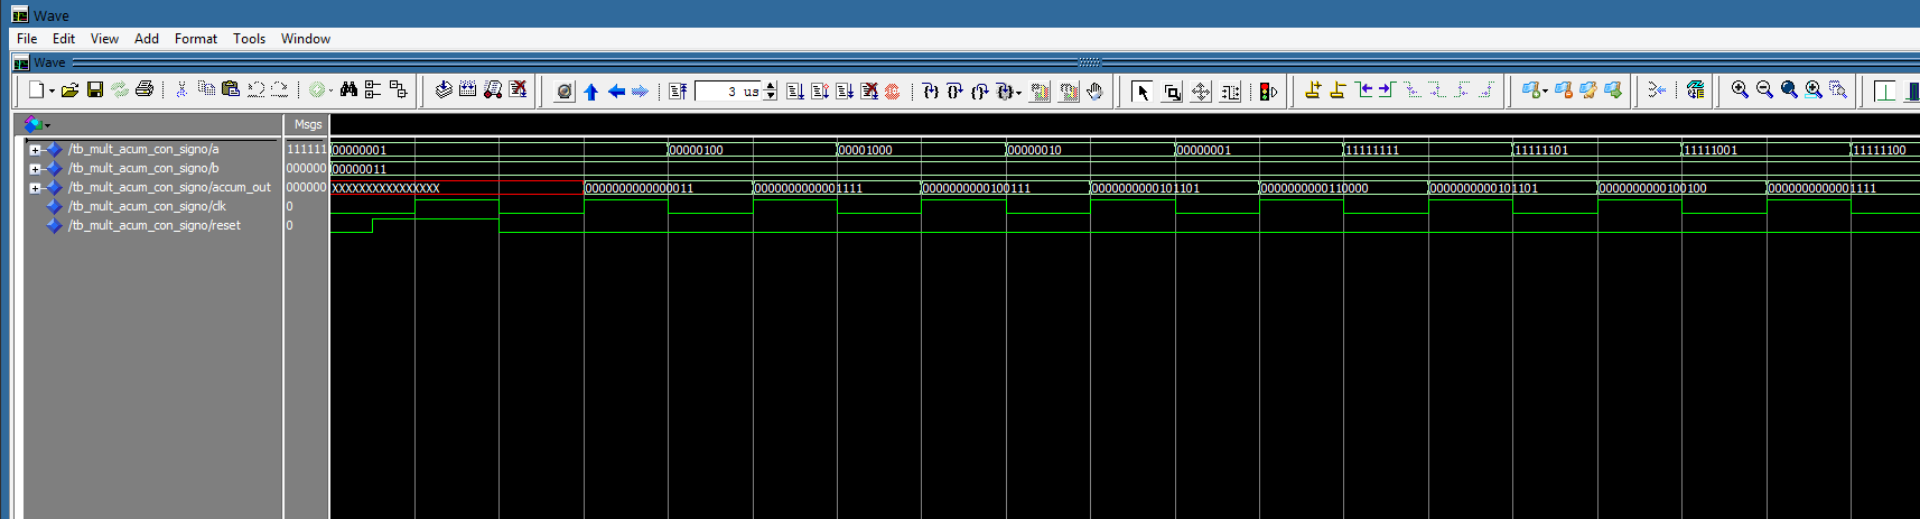 Wave
File Edit View Add Format Tools Window
Wave
3 us
Msgs
/tb_mult_acum_con_signo/a 111111 00000001 00000100 00001000 00000010 00000001 11111111 11111101 11111001 11111100
/tb_mult_acum_con_signo/b 000000 00000011
/tb_mult_acum_con_signo/accum_out 000000 XXXXXXXXXXXXXXXX 0000000000000011 0000000000001111 0000000000100111 0000000000101101 0000000000110000 0000000000101101 0000000000100100 0000000000001111
/tb_mult_acum_con_signo/clk 0
/tb_mult_acum_con_signo/reset 0